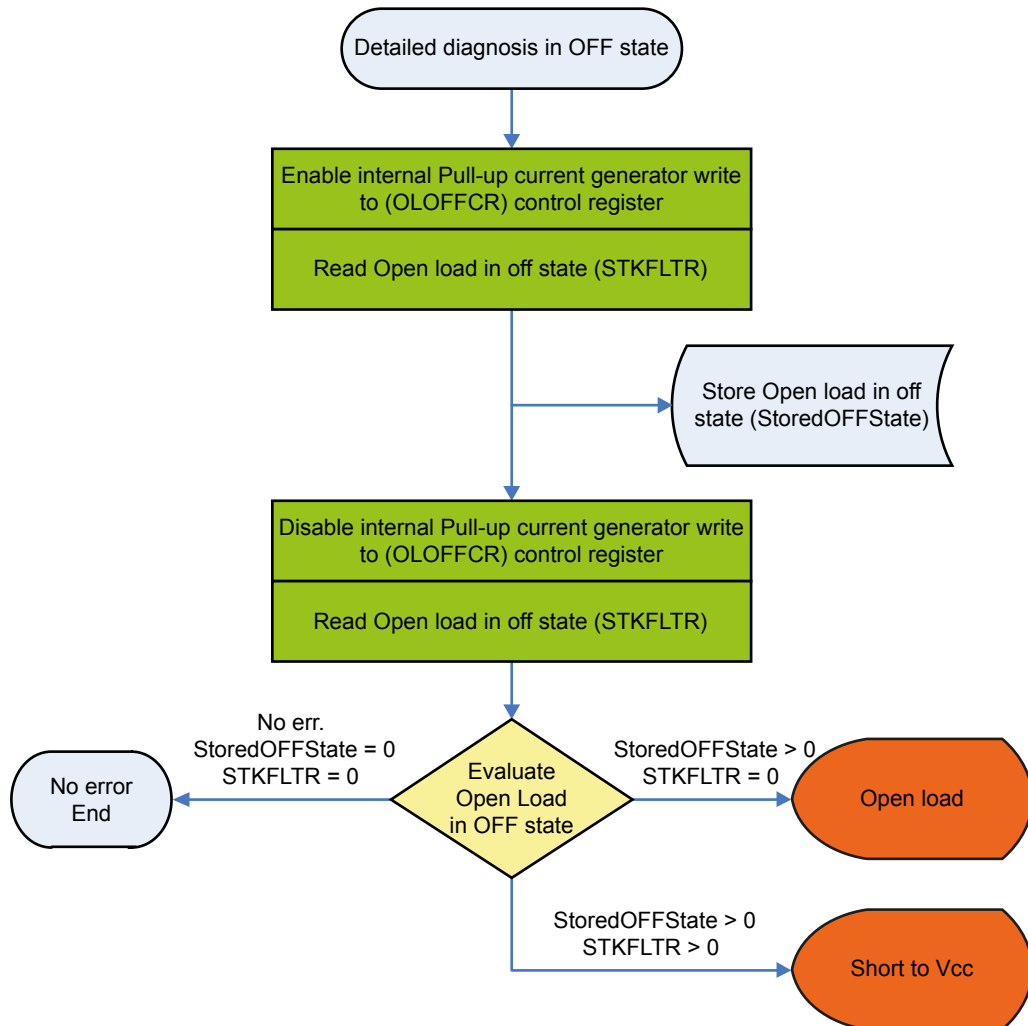 Detailed diagnosis in OFF state
Enable internal Pull-up current generator write
to (OLOFFCR) control register
Read Open load in off state (STKFLTR)
Store Open load in off
state (StoredOFFState)
Disable internal Pull-up current generator write
to (OLOFFCR) control register
Read Open load in off state (STKFLTR)
No err.
StoredOFFState = 0
STKFLTR = 0
No error
End
Evaluate
Open Load
in OFF state
StoredOFFState > 0
STKFLTR = 0
Open load
StoredOFFState > 0
STKFLTR > 0
Short to Vcc